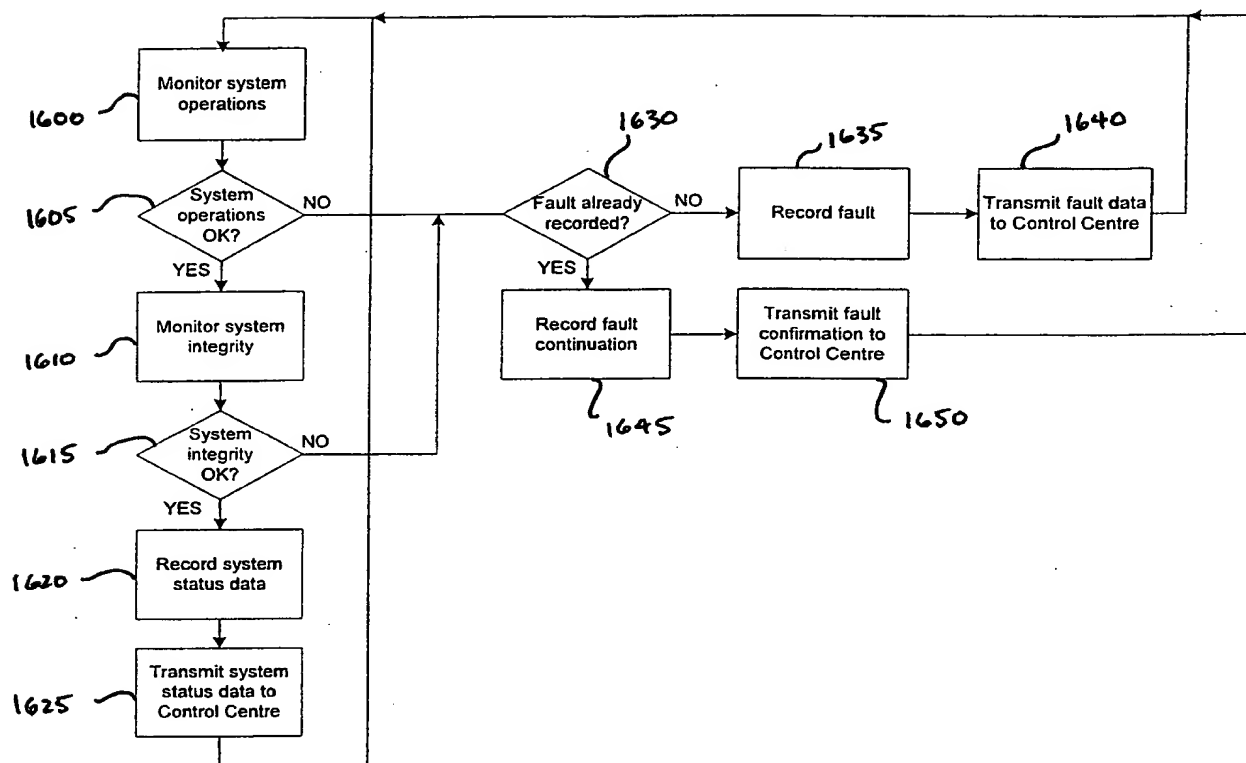 Monitor system
operations
1600
1630
1635
1640
System
operations
OK?
NO
1605
Fault already
recorded?
NO
Record fault
Transmit fault data
to Control Centre
YES
YES
Monitor system
integrity
1610
Record fault
continuation
Transmit fault
confirmation to
Control Centre
1645
1650
System
integrity
OK?
NO
1615
YES
Record system
status data
1620
Transmit system
status data to
Control Centre
1625